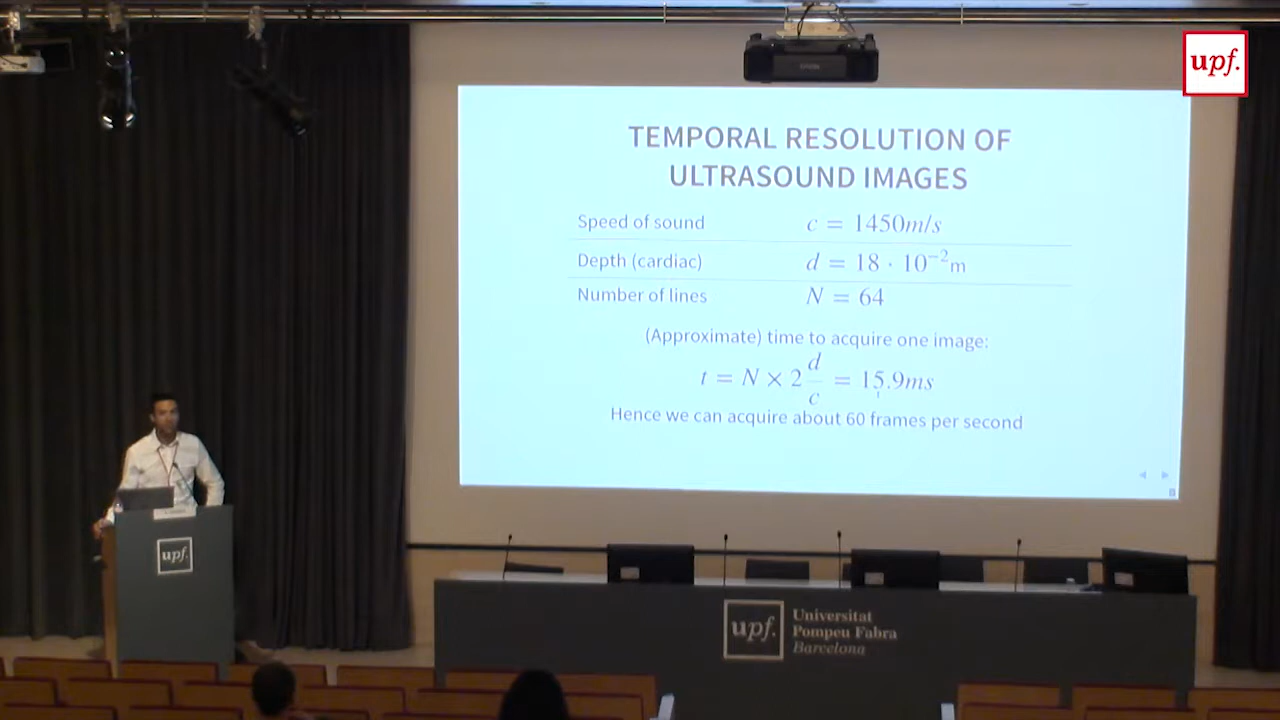 upf.
EPSON
TEMPORAL RESOLUTION OF
ULTRASOUND IMAGES
Speed of sound c = 1450m/s
Depth (cardiac) d = 18 · 10⁻²m
Number of lines N = 64
(Approximate) time to acquire one image:
t = N × 2 d/c = 15.9ms
Hence we can acquire about 60 frames per second
upf.
upf.
Universitat
Pompeu Fabra
Barcelona